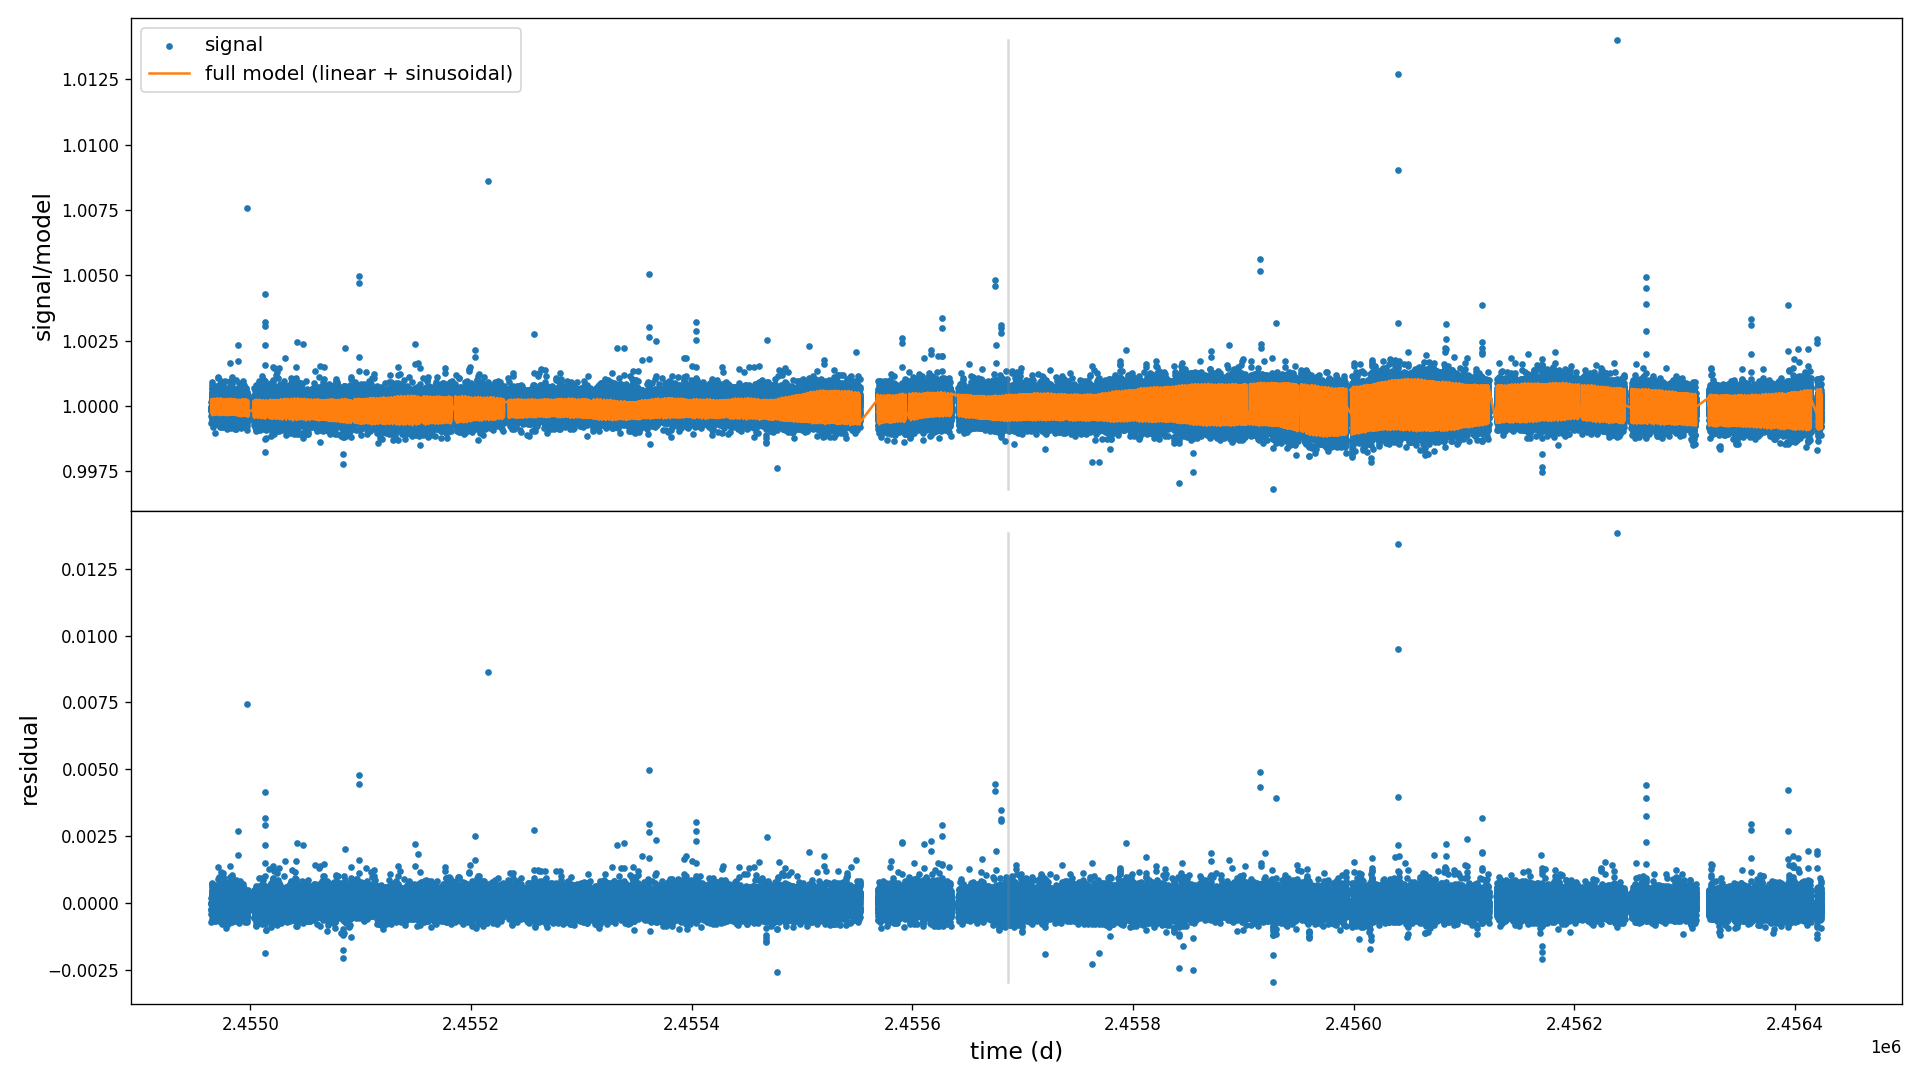 signal
full model (linear + sinusoidal)
signal/model
1.0125
1.0100
1.0075
1.0050
1.0025
1.0000
0.9975
residual
0.0125
0.0100
0.0075
0.0050
0.0025
0.0000
−0.0025
2.4550 2.4552 2.4554 2.4556 2.4558 2.4560 2.4562 2.4564
time (d)
1e6